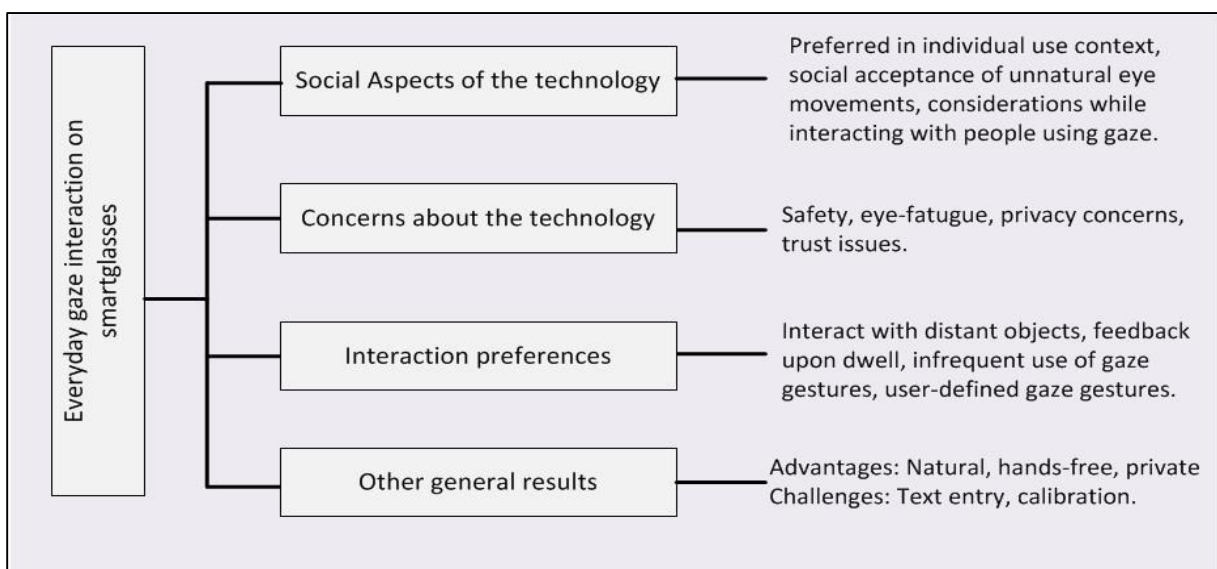 Everyday gaze interaction on
smartglasses
Social Aspects of the technology
Preferred in individual use context,
social acceptance of unnatural eye
movements, considerations while
interacting with people using gaze.
Concerns about the technology
Safety, eye-fatugue, privacy concerns,
trust issues.
Interaction preferences
Interact with distant objects, feedback
upon dwell, infrequent use of gaze
gestures, user-defined gaze gestures.
Other general results
Advantages: Natural, hands-free, private
Challenges: Text entry, calibration.